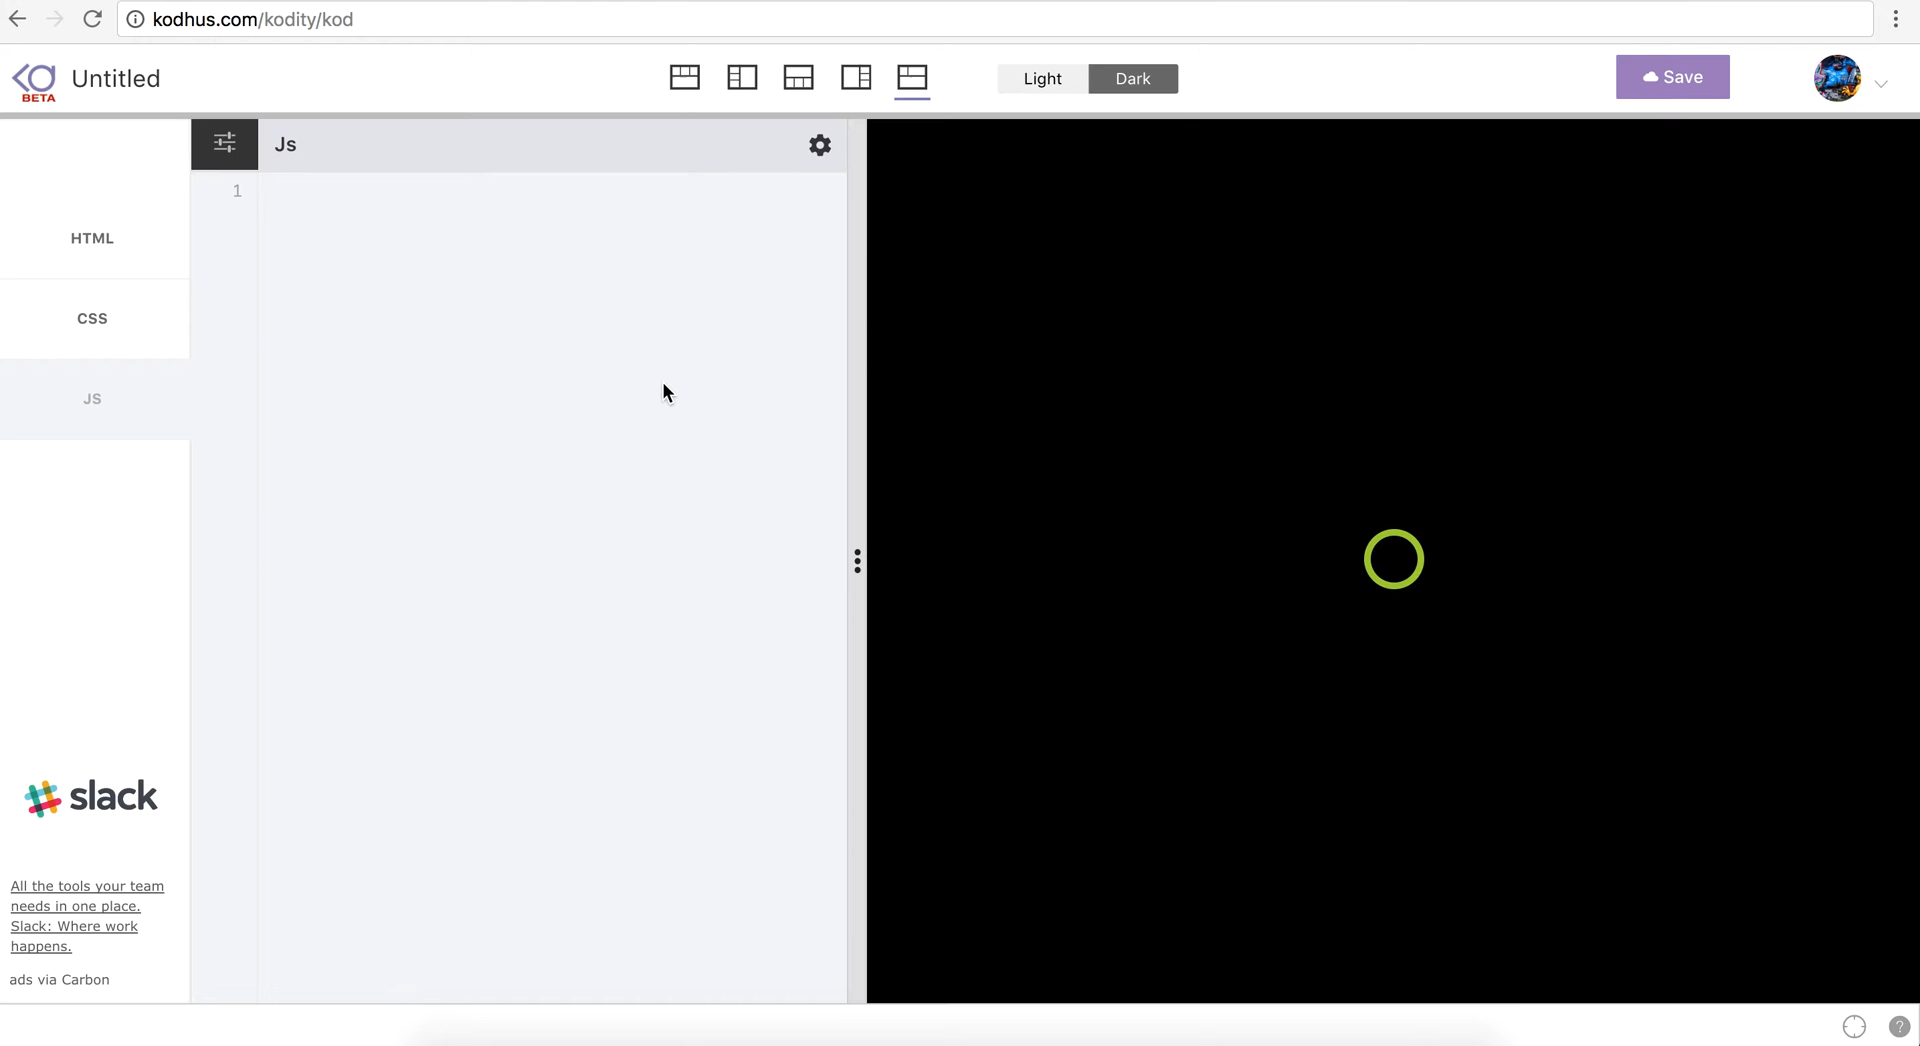 kodhus.com/kodity/kod
BETA
Untitled
Light
Dark
Save
Js
1
HTML
CSS
JS
slack
All the tools your team
needs in one place.
Slack: Where work
happens.
ads via Carbon
?